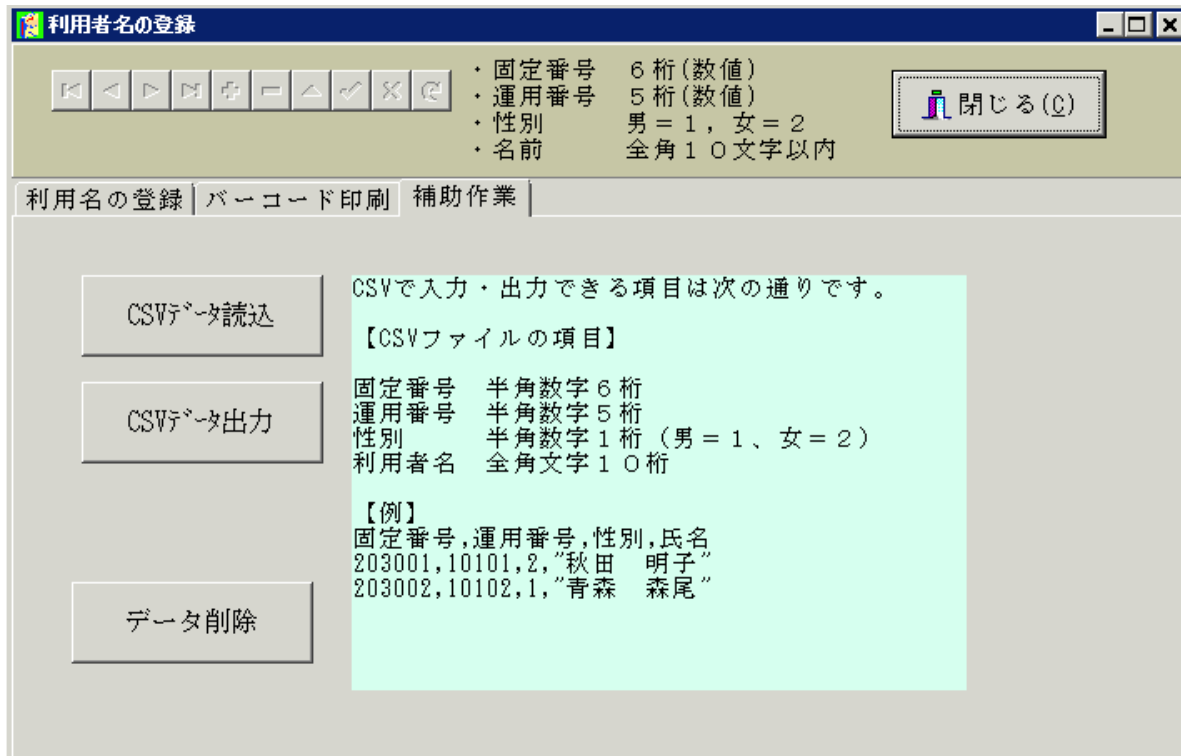 利用者名の登録
・固定番号　６桁(数値)
・運用番号　５桁(数値)
・性別　　　男＝１，女＝２
・名前　　　全角１０文字以内
閉じる(C)
利用名の登録
バーコード印刷
補助作業
CSVﾃﾞｰﾀ読込
CSVﾃﾞｰﾀ出力
データ削除
CSVで入力・出力できる項目は次の通りです。
【CSVファイルの項目】
固定番号　半角数字６桁
運用番号　半角数字５桁
性別　　　半角数字１桁（男＝１、女＝２）
利用者名　全角文字１０桁
【例】
固定番号,運用番号,性別,氏名
203001,10101,2,"秋田　明子"
203002,10102,1,"青森　森尾"